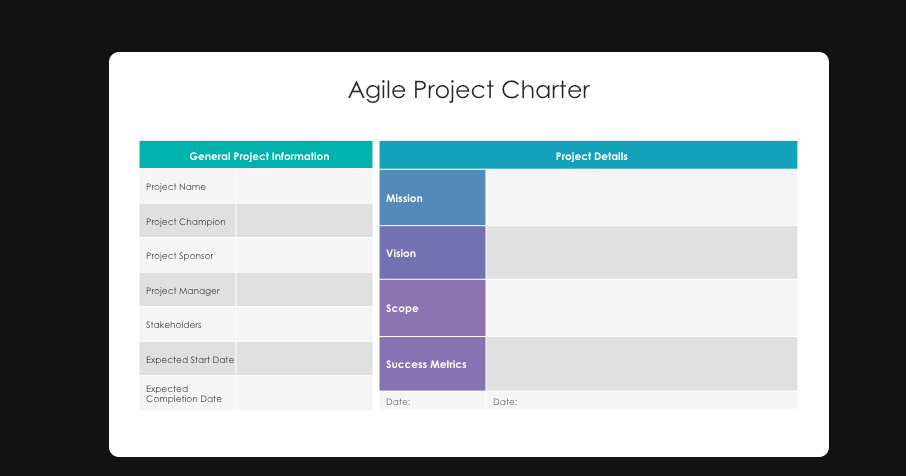 Agile Project Charter
General Project Information
Project Name
Project Champion
Project Sponsor
Project Manager
Stakeholders
Expected Start Date
Expected
Completion Date
Project Details
Mission
Vision
Scope
Success Metrics
Date:
Date: